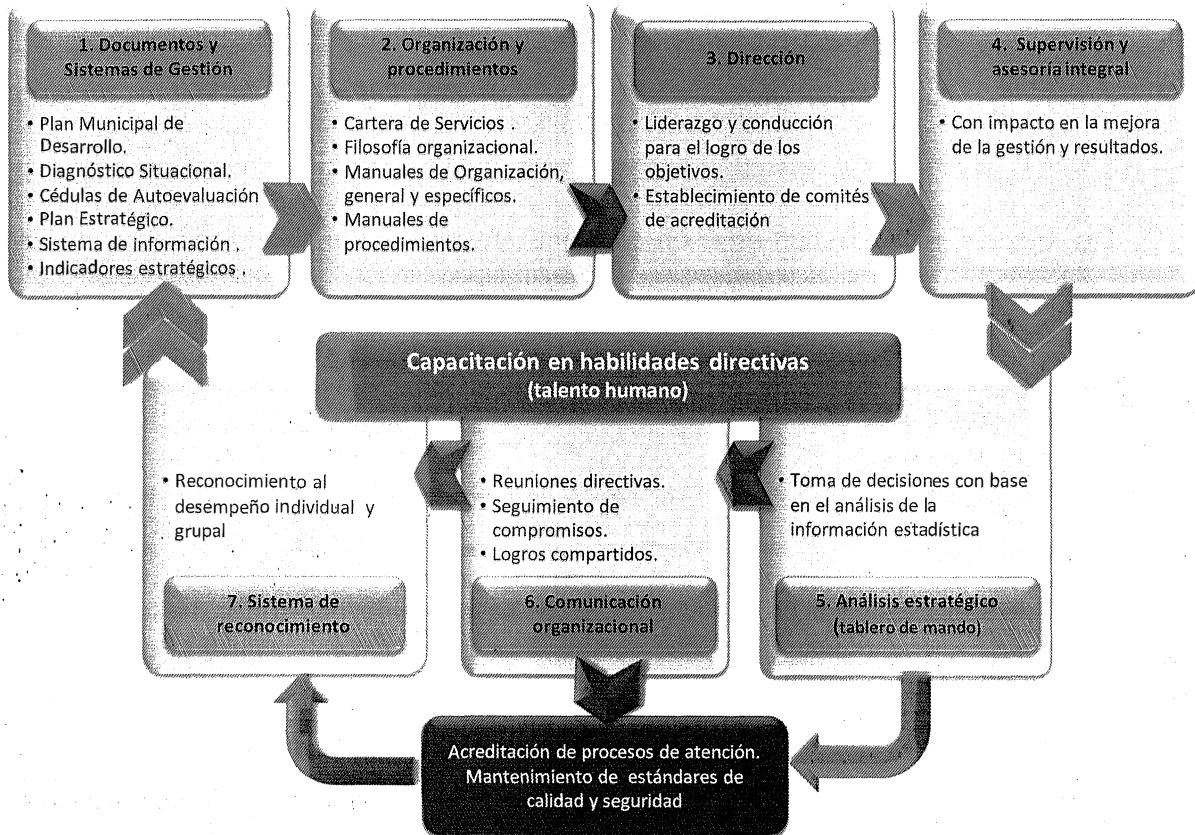 1. Documentos y
Sistemas de Gestión
• Plan Municipal de
Desarrollo.
• Diagnóstico Situacional.
• Cédulas de Autoevaluación
• Plan Estratégico.
• Sistema de información .
• Indicadores estratégicos .
2. Organización y
procedimientos
• Cartera de Servicios .
• Filosofía organizacional.
• Manuales de Organización,
general y específicos.
• Manuales de
procedimientos.
3. Dirección
• Liderazgo y conducción
para el logro de los
objetivos.
• Establecimiento de comités
de acreditación
4. Supervisión y
asesoría integral
• Con impacto en la mejora
de la gestión y resultados.
Capacitación en habilidades directivas
(talento humano)
• Toma de decisiones con base
en el análisis de la
información estadística
5. Análisis estratégico
(tablero de mando)
• Reuniones directivas.
• Seguimiento de
compromisos.
• Logros compartidos.
6. Comunicación
organizacional
• Reconocimiento al
desempeño individual y
grupal
7. Sistema de
reconocimiento
Acreditación de procesos de atención.
Mantenimiento de estándares de
calidad y seguridad